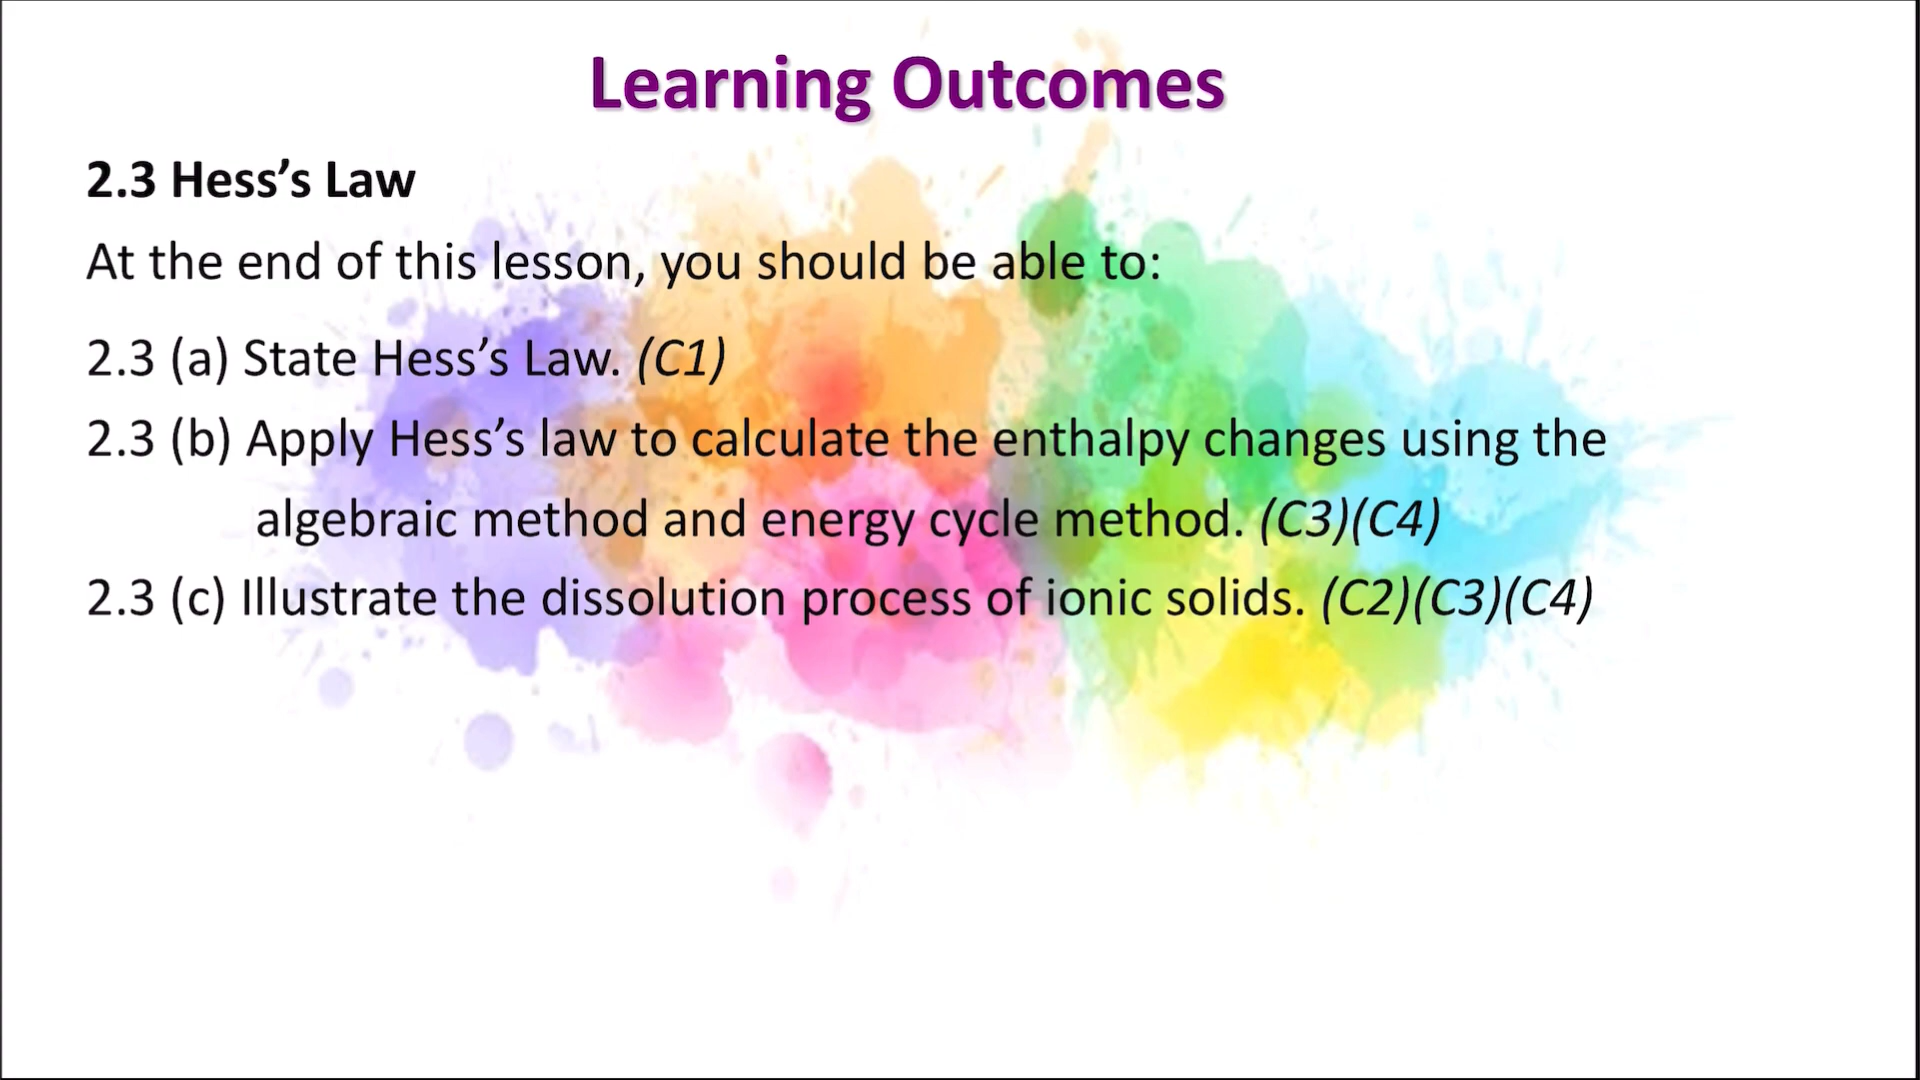 Learning Outcomes
2.3 Hess’s Law
At the end of this lesson, you should be able to:
2.3 (a) State Hess’s Law. (C1)
2.3 (b) Apply Hess’s law to calculate the enthalpy changes using the
algebraic method and energy cycle method. (C3)(C4)
2.3 (c) Illustrate the dissolution process of ionic solids. (C2)(C3)(C4)